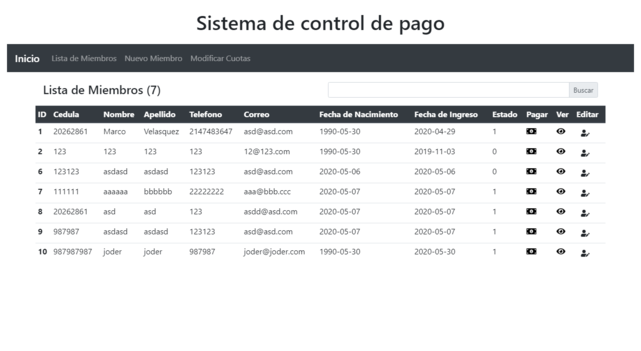 Sistema de control de pago
Inicio Lista de Miembros Nuevo Miembro Modificar Cuotas
Lista de Miembros (7) Buscar
ID Cedula Nombre Apellido Telefono Correo Fecha de Nacimiento Fecha de Ingreso Estado Pagar Ver Editar
1 20262861 Marco Velasquez 2147483647 asd@asd.com 1990-05-30 2020-04-29 1
2 123 123 123 123 12@123.com 1990-05-30 2019-11-03 0
6 123123 asdasd asdasd 123123 asd@asd.com 2020-05-06 2020-05-06 0
7 111111 aaaaaa bbbbbb 22222222 aaa@bbb.ccc 2020-05-07 2020-05-07 1
8 20262861 asd asd 123 asdd@asd.com 2020-05-07 2020-05-07 1
9 987987 asdasd asdasd 123123 asd@asd.com 2020-05-07 2020-05-07 1
10 987987987 joder joder 987987 joder@joder.com 1990-05-30 2020-05-30 1